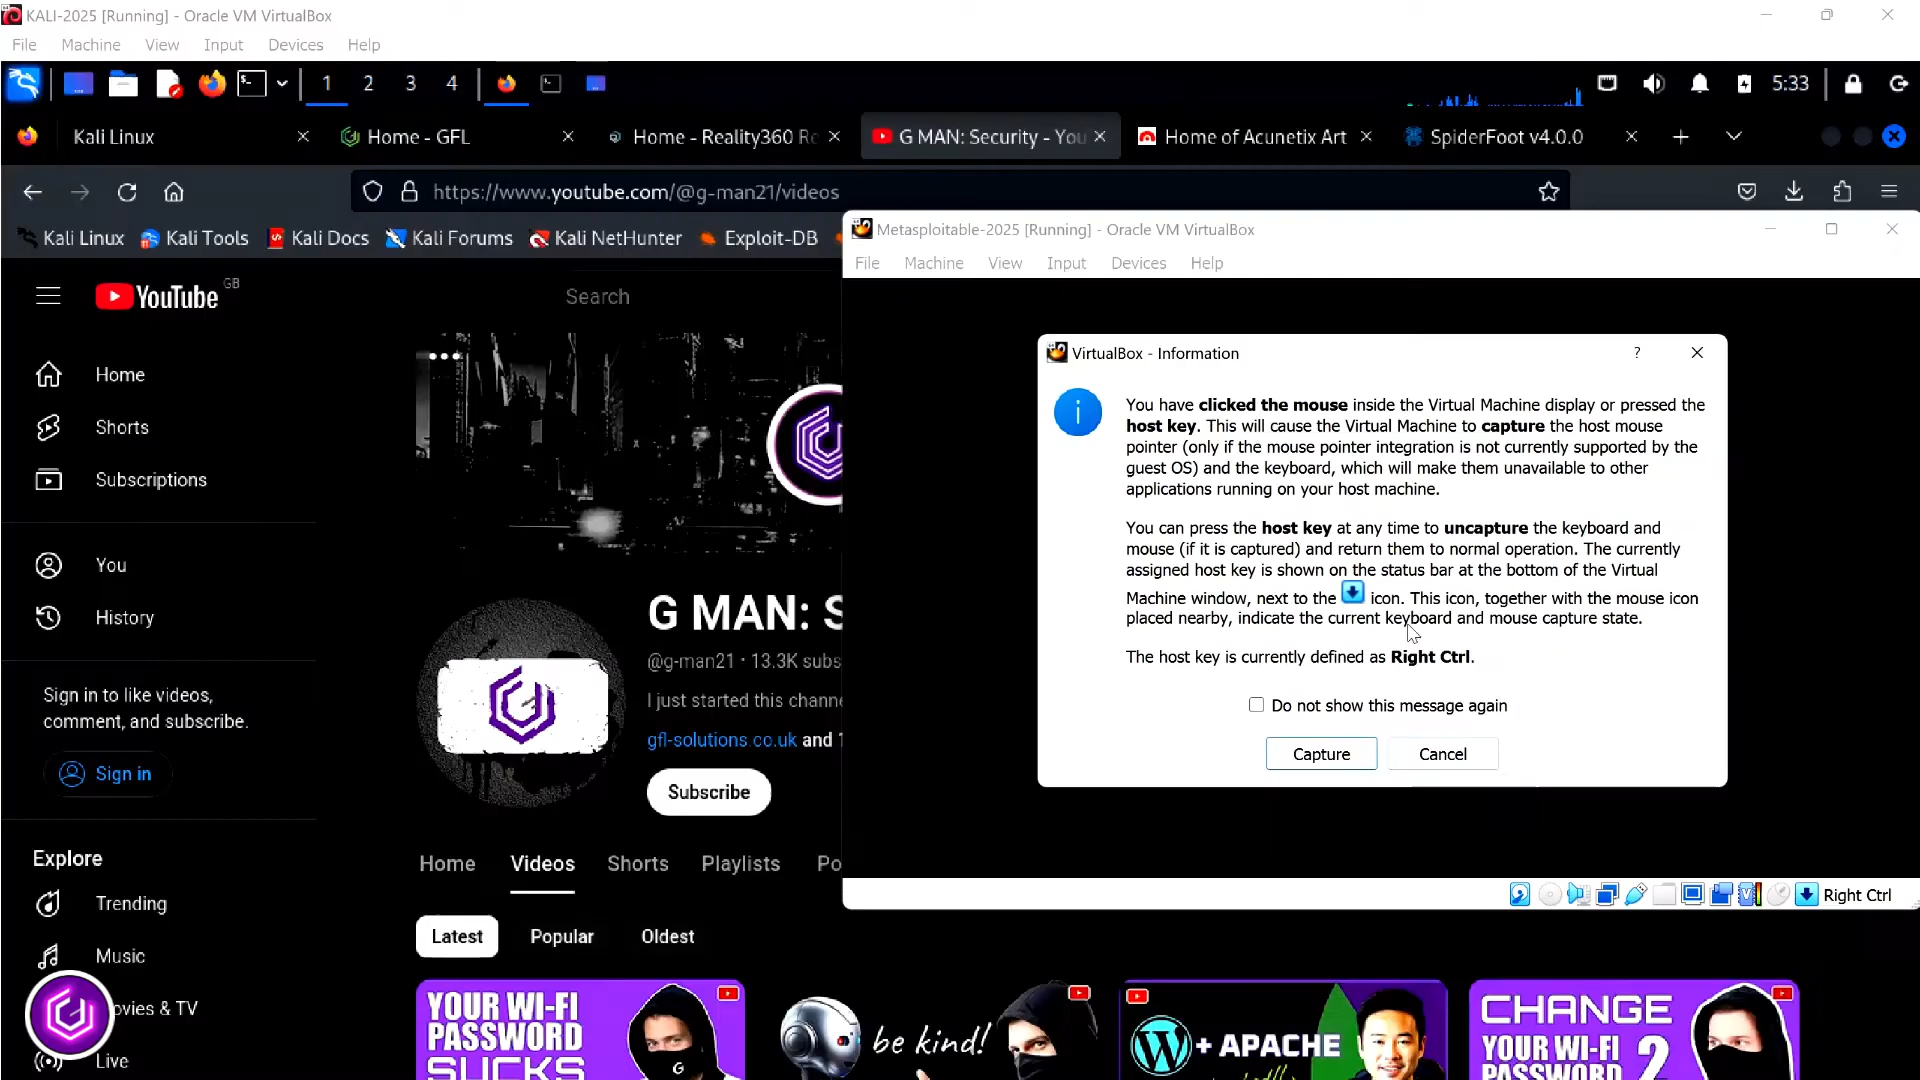 KALI-2025 [Running] - Oracle VM VirtualBox
File Machine View Input Devices Help
1 2 3 4 5:33
Kali Linux Home - GFL Home - Reality360 Re G MAN: Security - You Home of Acunetix Art SpiderFoot v4.0.0
https://www.youtube.com/@g-man21/videos
Kali Linux Kali Tools Kali Docs Kali Forums Kali NetHunter Exploit-DB
Metasploitable-2025 [Running] - Oracle VM VirtualBox
File Machine View Input Devices Help
YouTube GB
Search
Home
Shorts
Subscriptions
You
History
Sign in to like videos,
comment, and subscribe.
Sign in
Explore
Trending
Music
ovies & TV
Live
G MAN: S
@g-man21 · 13.3K subs
I just started this channe
gfl-solutions.co.uk and 1
Subscribe
Home Videos Shorts Playlists Po
Latest Popular Oldest
YOUR WI-FI
PASSWORD
SUCKS
G
be kind!
+ APACHE
CHANGE
YOUR WI-FI
PASSWORD 2
VirtualBox - Information
?
You have clicked the mouse inside the Virtual Machine display or pressed the
host key. This will cause the Virtual Machine to capture the host mouse
pointer (only if the mouse pointer integration is not currently supported by the
guest OS) and the keyboard, which will make them unavailable to other
applications running on your host machine.
You can press the host key at any time to uncapture the keyboard and
mouse (if it is captured) and return them to normal operation. The currently
assigned host key is shown on the status bar at the bottom of the Virtual
Machine window, next to the icon. This icon, together with the mouse icon
placed nearby, indicate the current keyboard and mouse capture state.
The host key is currently defined as Right Ctrl.
Do not show this message again
Capture Cancel
Right Ctrl